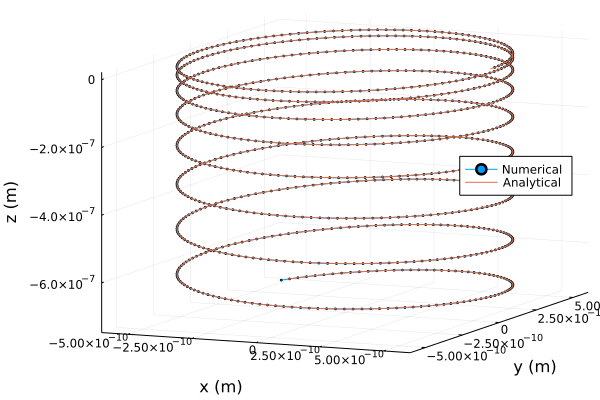 0
−2.0×10⁻⁷
−4.0×10⁻⁷
−6.0×10⁻⁷
z (m)
Numerical
Analytical
−5.00×10⁻¹⁰
−2.50×10⁻¹⁰
0
2.50×10⁻¹⁰
5.00×10⁻¹⁰
x (m)
−5.00×10⁻¹⁰
−2.50×10⁻¹⁰
0
2.50×10⁻¹⁰
5.00
y (m)